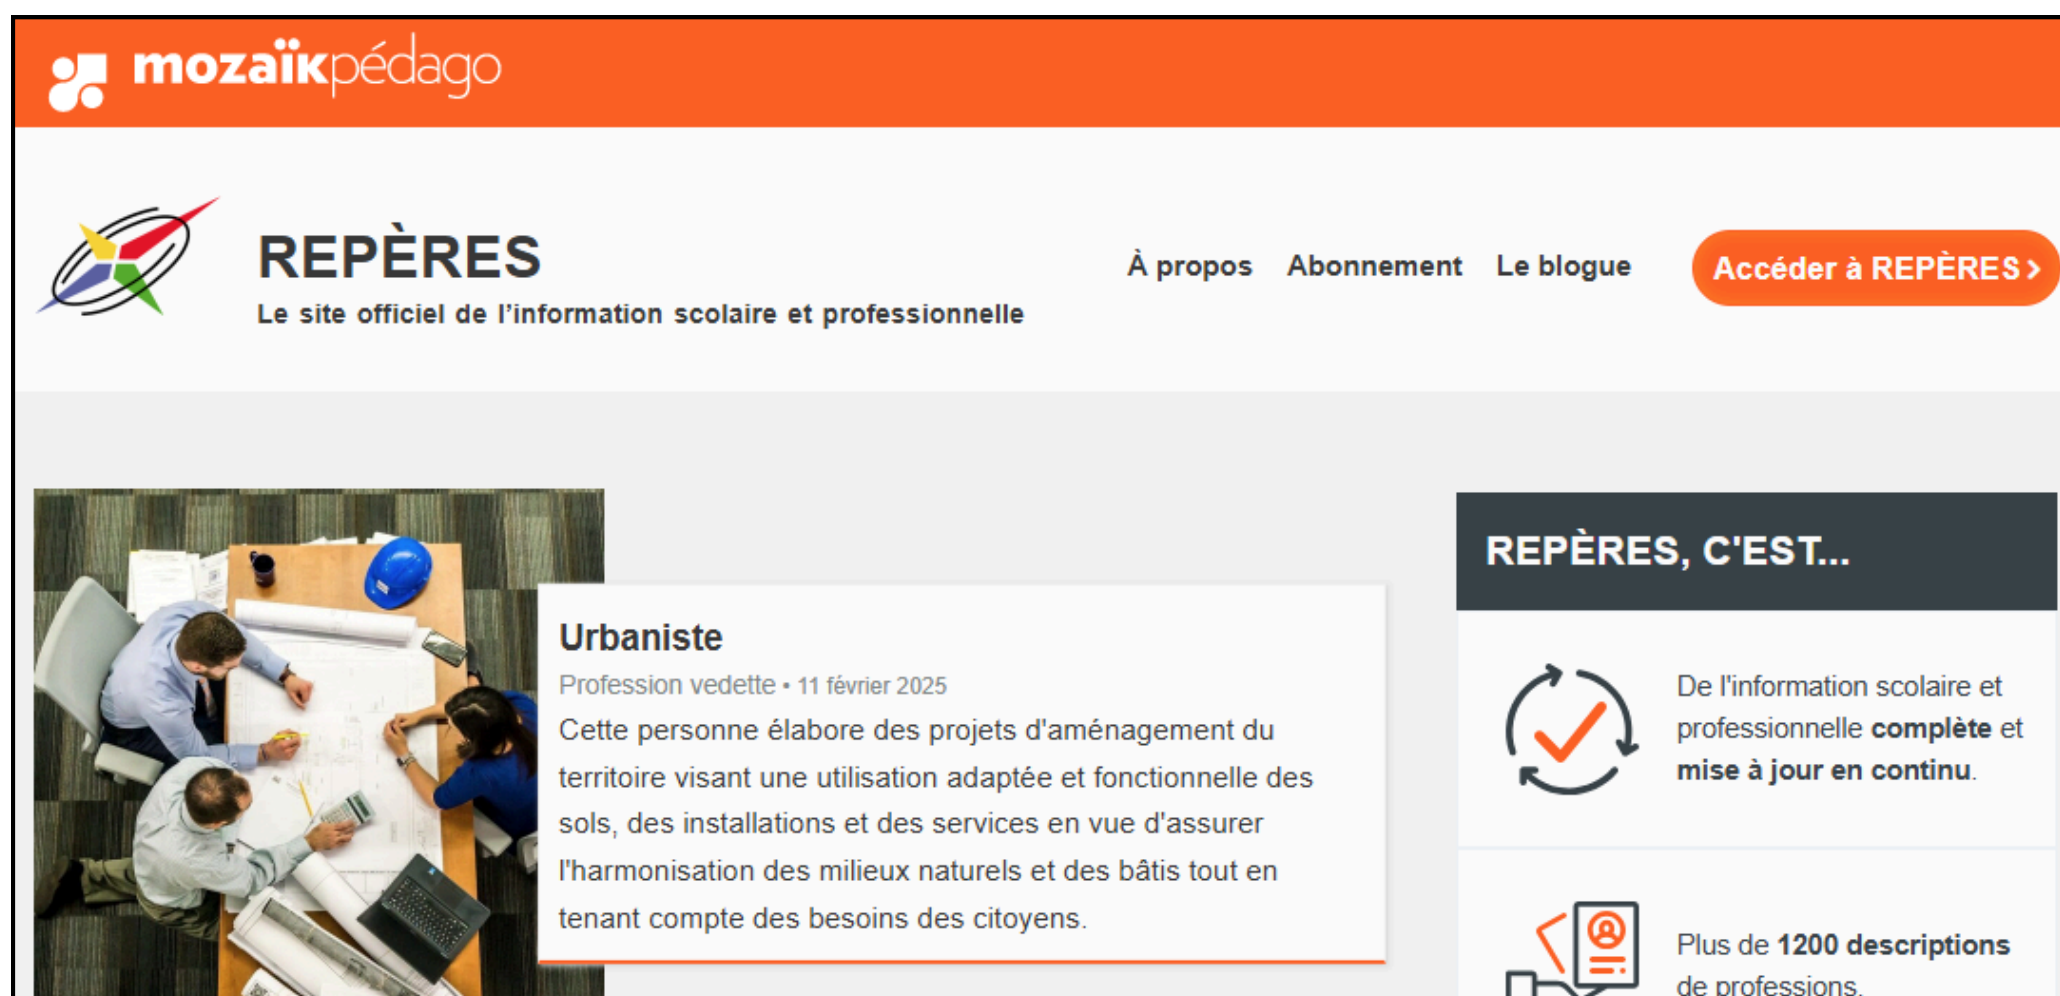 mozaïkpédago
REPÈRES
Le site officiel de l'information scolaire et professionnelle
À propos
Abonnement
Le blogue
Accéder à REPÈRES
Urbaniste
Profession vedette • 11 février 2025
Cette personne élabore des projets d'aménagement du
territoire visant une utilisation adaptée et fonctionnelle des
sols, des installations et des services en vue d'assurer
l'harmonisation des milieux naturels et des bâtis tout en
tenant compte des besoins des citoyens.
REPÈRES, C'EST...
De l'information scolaire et
professionnelle complète et
mise à jour en continu.
Plus de 1200 descriptions
de professions.